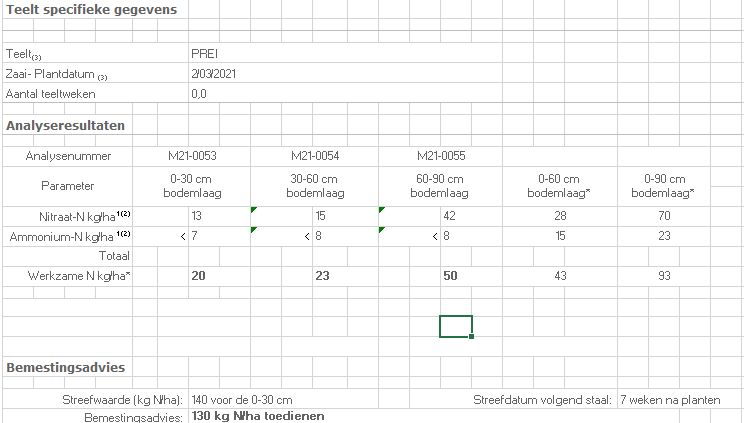 Teelt specifieke gegevens
Teelt(3) PREI
Zaai- Plantdatum (3) 2/03/2021
Aantal teeltweken 0,0
Analyseresultaten
Analysenummer M21-0053 M21-0054 M21-0055
Parameter 0-30 cm bodemlaag 30-60 cm bodemlaag 60-90 cm bodemlaag 0-60 cm bodemlaag* 0-90 cm bodemlaag*
Nitraat-N kg/ha 1(2) 13 15 42 28 70
Ammonium-N kg/ha 1(2) < 7 < 8 < 8 15 23
Totaal
Werkzame N kg/ha* 20 23 50 43 93
Bemestingsadvies
Streefwaarde (kg N/ha): 140 voor de 0-30 cm Streefdatum volgend staal: 7 weken na planten
Bemestingsadvies: 130 kg N/ha toedienen